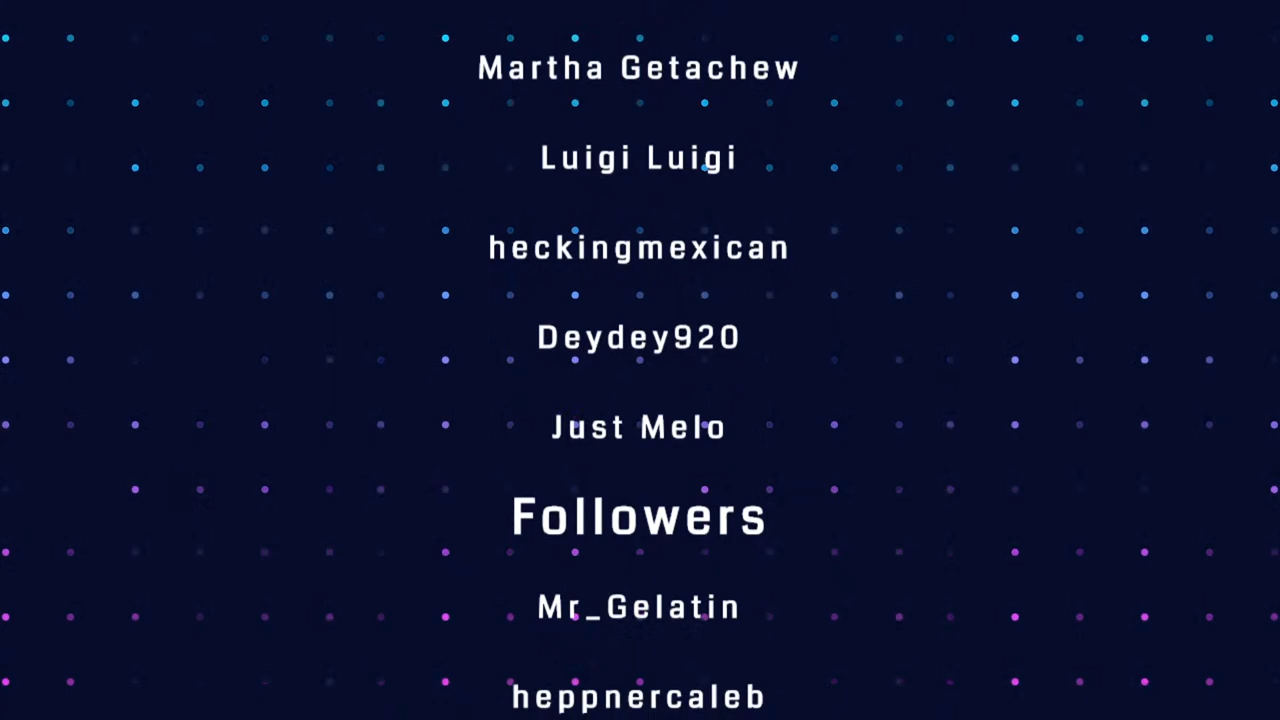 Martha Getachew
Luigi Luigi
heckingmexican
Deydey920
Just Melo
Followers
Mr_Gelatin
heppnercaleb